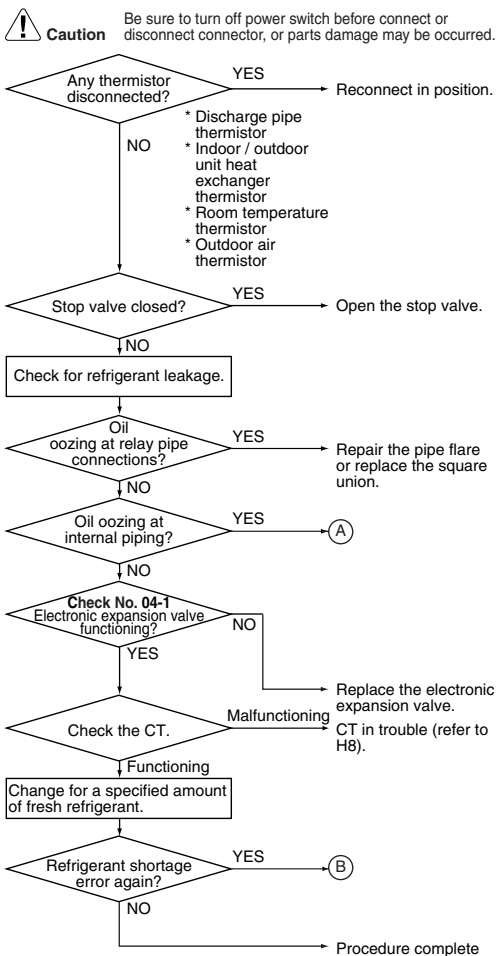 Caution
Be sure to turn off power switch before connect or
disconnect connector, or parts damage may be occurred.
Any thermistor
disconnected?
YES
Reconnect in position.
NO
* Discharge pipe
thermistor
* Indoor / outdoor
unit heat
exchanger
thermistor
* Room temperature
thermistor
* Outdoor air
thermistor
Stop valve closed?
YES
Open the stop valve.
NO
Check for refrigerant leakage.
Oil
oozing at relay pipe
connections?
YES
Repair the pipe flare
or replace the square
union.
NO
Oil oozing at
internal piping?
YES
A
NO
Check No. 04-1
Electronic expansion valve
functioning?
NO
Replace the electronic
expansion valve.
YES
Check the CT.
Malfunctioning
CT in trouble (refer to
H8).
Functioning
Change for a specified amount
of fresh refrigerant.
Refrigerant shortage
error again?
YES
B
NO
Procedure complete